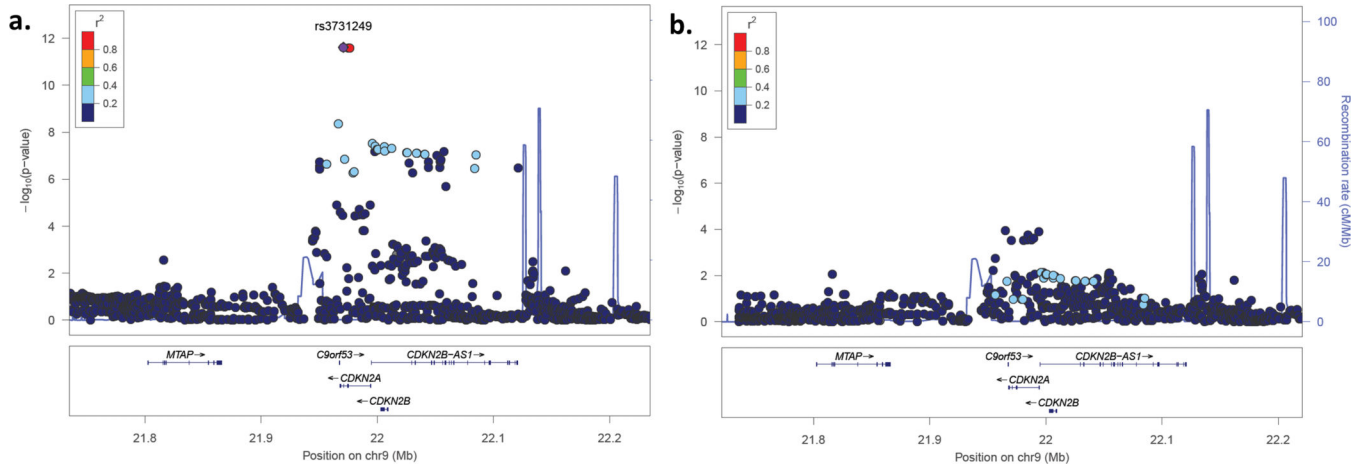 a.
r²
0.8
0.6
0.4
0.2
rs3731249
12
10
8
6
4
2
0
− log₁₀(p−value)
MTAP→
C9orf53→
CDKN2B−AS1→
←CDKN2A
←CDKN2B
21.8
21.9
22
22.1
22.2
Position on chr9 (Mb)
b.
r²
0.8
0.6
0.4
0.2
12
10
8
6
4
2
0
− log₁₀(p−value)
100
80
60
40
20
0
Recombination rate (cM/Mb)
MTAP→
C9orf53→
CDKN2B−AS1→
←CDKN2A
←CDKN2B
21.8
21.9
22
22.1
22.2
Position on chr9 (Mb)